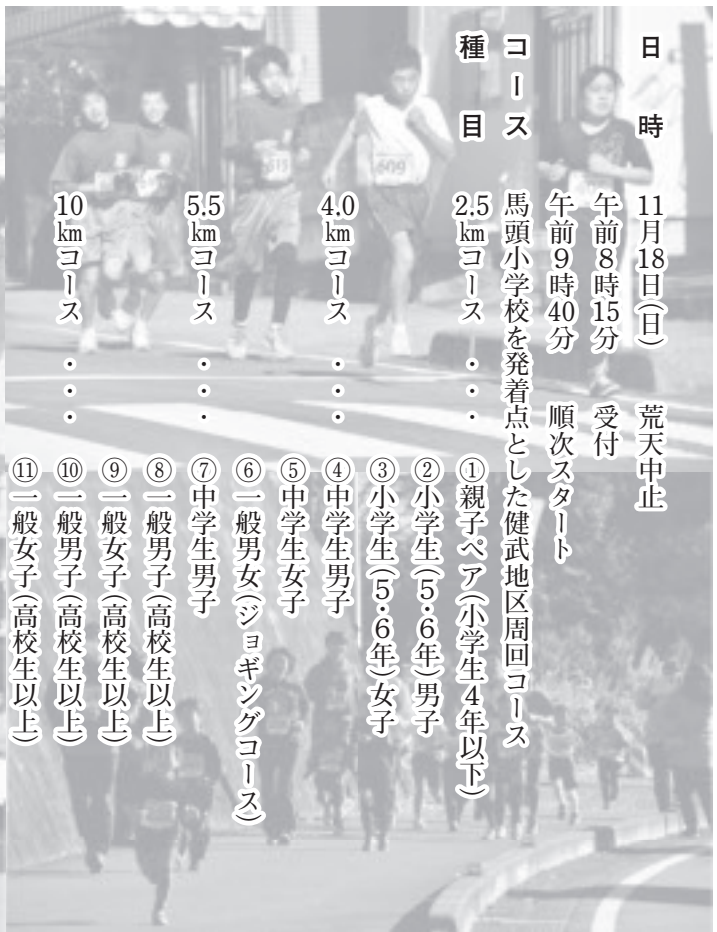 日時 11月18日(日) 荒天中止
午前8時15分 受付
午前9時40分 順次スタート
コース 馬頭小学校を発着点とした健武地区周回コース
種目 2.5㎞コース ・・・ ①親子ペア(小学生4年以下)
②小学生(5・6年)男子
③小学生(5・6年)女子
4.0㎞コース ・・・ ④中学生男子
⑤中学生女子
⑥一般男女(ジョギングコース)
5.5㎞コース ・・・ ⑦中学生男子
⑧一般男子(高校生以上)
⑨一般女子(高校生以上)
10㎞コース ・・・ ⑩一般男子(高校生以上)
⑪一般女子(高校生以上)
609